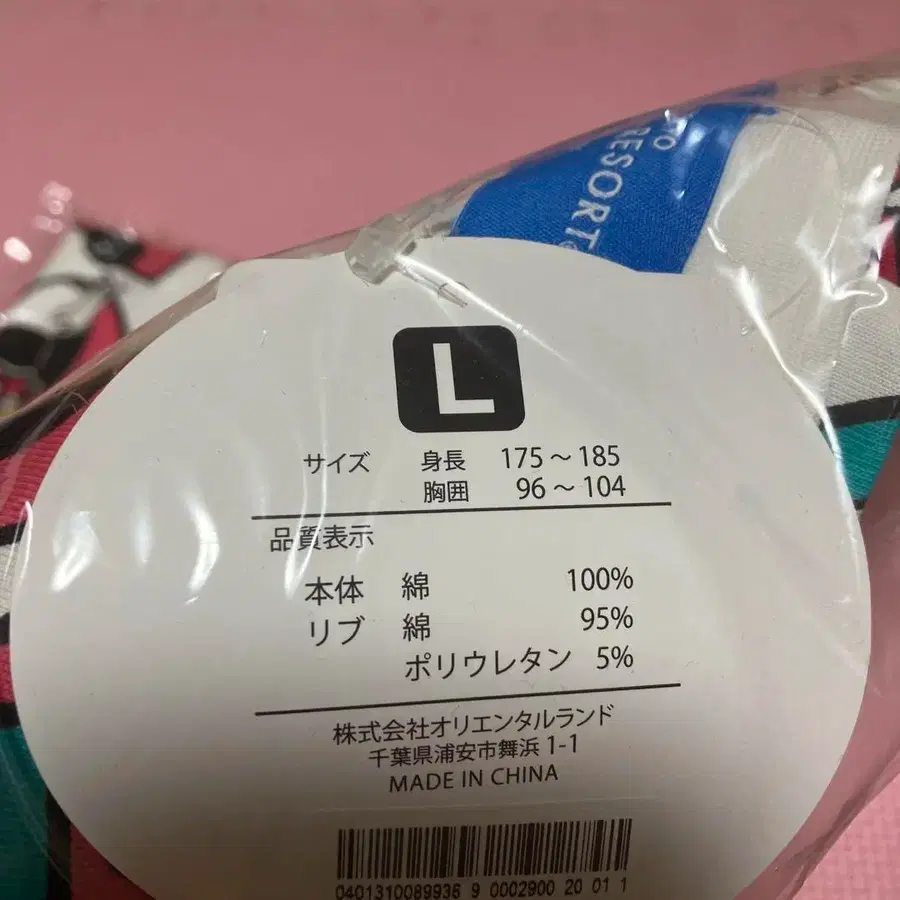 RESORT
L
サイズ 身長 175～185
胸囲 96～104
品質表示
本体 綿 100%
リブ 綿 95%
ポリウレタン 5%
株式会社オリエンタルランド
千葉県浦安市舞浜 1-1
MADE IN CHINA
0401310089936 9 0002900 20 01 1